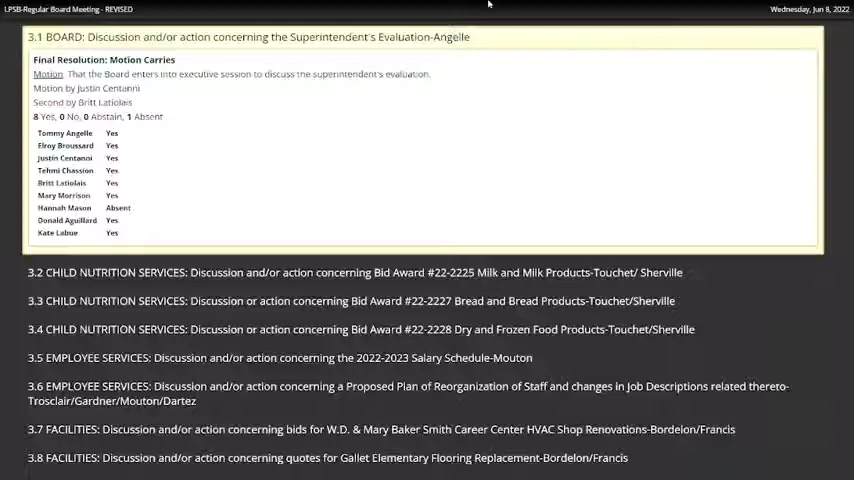 LPSB-Regular Board Meeting - REVISED
Wednesday, Jun 8, 2022
3.1 BOARD: Discussion and/or action concerning the Superintendent's Evaluation-Angelle
Final Resolution: Motion Carries
Motion That the Board enters into executive session to discuss the superintendent's evaluation.
Motion by Justin Centanni
Second by Britt Latiolais
8 Yes, 0 No, 0 Abstain, 1 Absent
Tommy Angelle Yes
Elroy Broussard Yes
Justin Centanni Yes
Tehmi Chassion Yes
Britt Latiolais Yes
Mary Morrison Yes
Hannah Mason Absent
Donald Aguillard Yes
Kate Labue Yes
3.2 CHILD NUTRITION SERVICES: Discussion and/or action concerning Bid Award #22-2225 Milk and Milk Products-Touchet/ Sherville
3.3 CHILD NUTRITION SERVICES: Discussion or action concerning Bid Award #22-2227 Bread and Bread Products-Touchet/Sherville
3.4 CHILD NUTRITION SERVICES: Discussion or action concerning Bid Award #22-2228 Dry and Frozen Food Products-Touchet/Sherville
3.5 EMPLOYEE SERVICES: Discussion and/or action concerning the 2022-2023 Salary Schedule-Mouton
3.6 EMPLOYEE SERVICES: Discussion and/or action concerning a Proposed Plan of Reorganization of Staff and changes in Job Descriptions related thereto-
Trosclair/Gardner/Mouton/Dartez
3.7 FACILITIES: Discussion and/or action concerning bids for W.D. & Mary Baker Smith Career Center HVAC Shop Renovations-Bordelon/Francis
3.8 FACILITIES: Discussion and/or action concerning quotes for Gallet Elementary Flooring Replacement-Bordelon/Francis